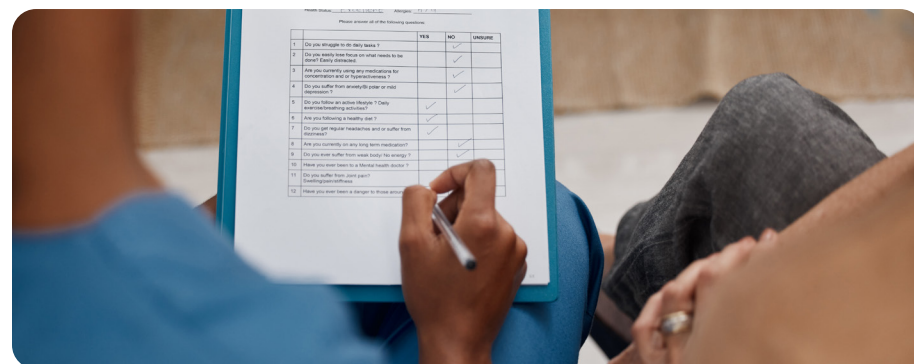 Please answer all of the following questions:
YES NO UNSURE
1 Do you struggle to do daily tasks ?
2 Do you easily lose focus on what needs to be
done? Easily distracted.
3 Are you currently using any medications for
concentration and or hyperactiveness ?
4 Do you suffer from anxiety/Bi polar or mild
depression ?
5 Do you follow an active lifestyle ? Daily
exercise/breathing activities?
6 Are you following a healthy diet ?
7 Do you get regular headaches and or suffer from
dizziness?
8 Are you currently on any long term medication?
9 Do you ever suffer from weak body/ No energy ?
10 Have you ever been to a Mental health doctor ?
11 Do you suffer from Joint pain?
Swelling/pain/stiffness
12 Have you ever been a danger to those around